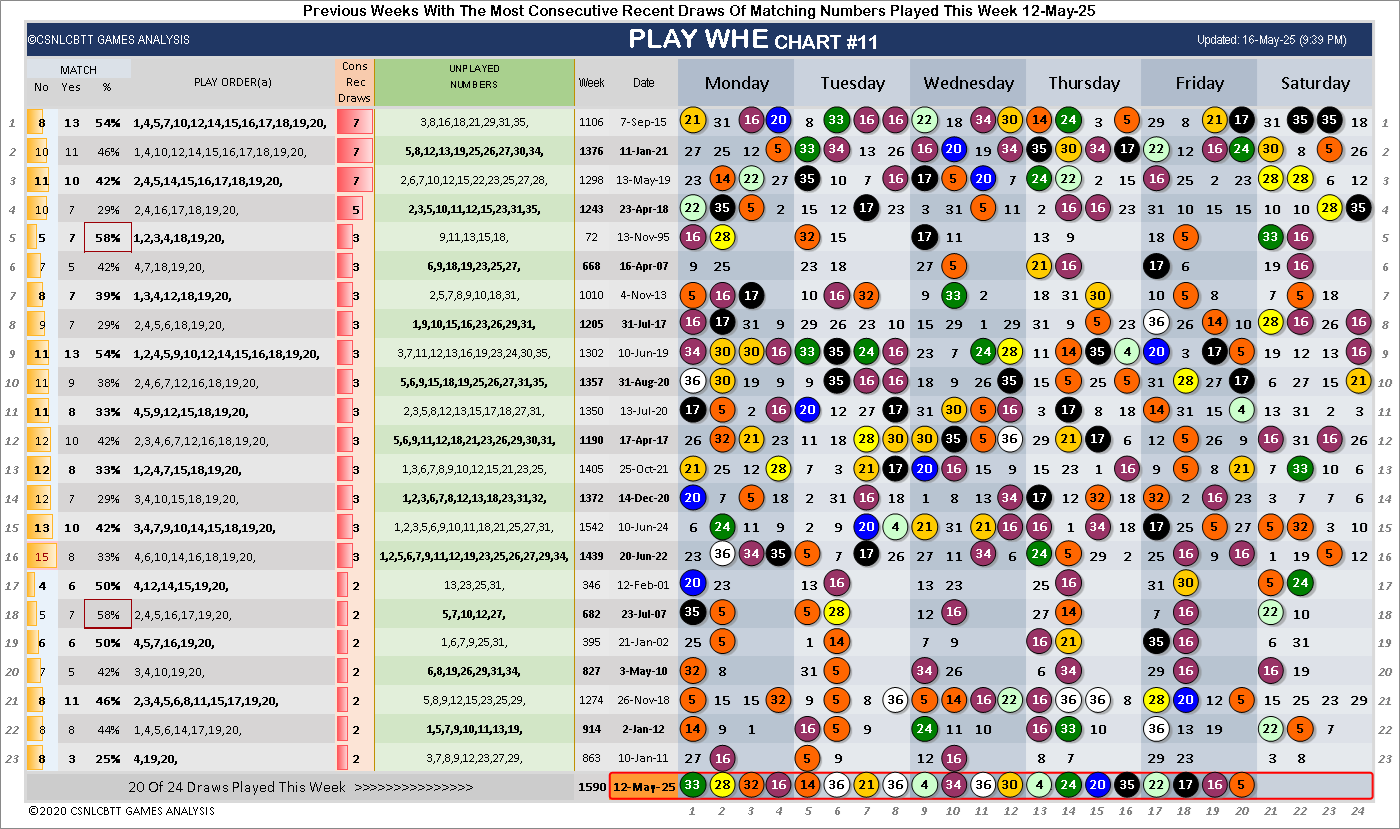 Previous Weeks With The Most Consecutive Recent Draws Of Matching Numbers Played This Week 12-May-25
©CSNLCBTT GAMES ANALYSIS PLAY WHE CHART #11 Updated: 16-May-25 (9:39 PM)
MATCH PLAY ORDER(a) Cons Rec Draws UNPLAYED NUMBERS Week Date Monday Tuesday Wednesday Thursday Friday Saturday
No Yes %
1 8 13 54% 1,4,5,7,10,12,14,15,16,17,18,19,20, 7 3,8,16,18,21,29,31,35, 1106 7-Sep-15 21 31 16 20 8 33 16 16 22 18 34 30 14 24 3 5 29 8 21 17 31 35 35 18 1
2 10 11 46% 1,4,10,12,14,15,16,17,18,19,20, 7 5,8,12,13,19,25,26,27,30,34, 1376 11-Jan-21 27 25 12 5 33 34 13 26 16 20 19 34 35 30 34 17 22 12 16 24 30 8 5 26 2
3 11 10 42% 2,4,5,14,15,16,17,18,19,20, 7 2,6,7,10,12,15,22,23,25,27,28, 1298 13-May-19 23 14 22 27 35 10 7 16 17 5 20 7 24 22 2 15 16 25 2 23 28 28 6 12 3
4 10 7 29% 2,4,16,17,18,19,20, 5 2,3,5,10,11,12,15,23,31,35, 1243 23-Apr-18 22 35 5 2 15 12 17 23 3 31 5 11 2 16 16 23 31 10 15 15 10 10 28 35 4
5 5 7 58% 1,2,3,4,18,19,20, 3 9,11,13,15,18, 72 13-Nov-95 16 28 32 15 17 11 13 9 18 5 33 16 5
6 7 5 42% 4,7,18,19,20, 3 6,9,18,19,23,25,27, 668 16-Apr-07 9 25 23 18 27 5 21 16 17 6 19 16 6
7 8 7 39% 1,3,4,12,18,19,20, 3 2,5,7,8,9,10,18,31, 1010 4-Nov-13 5 16 17 10 16 32 9 33 2 18 31 30 10 5 8 7 5 18 7
8 9 7 29% 2,4,5,6,18,19,20, 3 1,9,10,15,16,23,26,29,31, 1205 31-Jul-17 16 17 31 9 29 26 23 10 15 29 1 29 31 9 5 23 36 26 14 10 28 16 26 16 8
9 11 13 54% 1,2,4,5,9,10,12,14,15,16,18,19,20, 3 3,7,11,12,13,16,19,23,24,30,35, 1302 10-Jun-19 34 30 30 16 33 35 24 16 23 7 24 28 11 14 35 4 20 3 17 5 19 12 13 16 9
10 11 9 38% 2,4,6,7,12,16,18,19,20, 3 5,6,9,15,18,19,25,26,27,31,35, 1357 31-Aug-20 36 30 19 9 9 35 16 16 18 9 26 35 15 5 25 5 31 28 27 17 6 27 15 21 10
11 11 8 33% 4,5,9,12,15,18,19,20, 3 2,3,5,8,12,13,15,17,18,27,31, 1350 13-Jul-20 17 5 2 16 20 12 27 17 31 30 5 16 3 17 8 18 14 31 15 4 13 31 2 3 11
12 12 10 42% 2,3,4,6,7,12,16,18,19,20, 3 5,6,9,11,12,18,21,23,26,29,30,31, 1190 17-Apr-17 26 32 21 23 11 18 28 30 30 35 5 36 29 21 17 6 12 5 26 9 16 23 16 26 12
13 12 8 33% 1,2,4,7,15,18,19,20, 3 1,3,6,7,8,9,10,12,15,21,23,25, 1405 25-Oct-21 21 25 12 28 7 3 21 17 20 16 15 9 15 23 1 16 9 5 8 21 7 33 10 6 13
14 12 7 29% 3,4,10,15,18,19,20, 3 1,2,3,6,7,8,12,13,18,23,31,32, 1372 14-Dec-20 20 7 5 18 2 31 16 18 1 8 13 34 17 12 32 18 32 2 16 23 3 7 7 6 14
15 13 10 42% 3,4,7,9,10,14,15,18,19,20, 3 1,2,3,5,6,9,10,11,18,21,25,27,31, 1542 10-Jun-24 6 24 11 9 2 9 20 4 21 31 21 16 16 1 34 18 17 25 5 27 5 32 3 10 15
16 15 8 33% 4,6,10,14,16,18,19,20, 3 1,2,5,6,7,9,11,12,19,23,25,26,27,29,34, 1439 20-Jun-22 23 36 34 35 5 7 17 26 27 11 34 6 24 5 29 2 25 16 9 16 1 19 5 12 16
17 4 6 50% 4,12,14,15,19,20, 2 13,23,25,31, 346 12-Feb-01 20 23 13 16 13 23 25 16 31 30 5 24 17
18 5 7 58% 2,4,5,16,17,19,20, 2 5,7,10,12,27, 682 23-Jul-07 35 5 5 28 12 16 27 14 7 16 22 10 18
19 6 6 50% 4,5,7,16,19,20, 2 1,6,7,9,25,31, 395 21-Jan-02 25 5 1 14 7 9 16 21 35 16 6 31 19
20 7 5 42% 3,4,10,19,20, 2 6,8,19,26,29,31,34, 827 3-May-10 32 8 31 5 34 26 6 34 29 16 16 19 20
21 8 11 46% 2,3,4,5,6,8,11,15,17,19,20, 2 5,8,9,12,15,23,25,29, 1274 26-Nov-18 5 15 15 32 9 5 8 36 5 14 16 22 16 36 36 8 28 20 12 5 15 25 23 29 21
22 8 8 44% 1,4,5,6,14,17,19,20, 2 1,5,7,9,10,11,13,19, 914 2-Jan-12 14 9 1 16 5 9 24 11 10 16 33 10 36 13 19 22 5 7 22
23 8 3 25% 4,19,20, 2 3,7,8,9,12,23,27,29, 863 10-Jan-11 27 16 5 9 12 16 8 7 29 23 3 8 23
20 Of 24 Draws Played This Week >>>>>>>>>>>>>>> 1590 12-May-25 33 28 32 16 14 36 21 36 4 34 36 30 4 24 20 35 22 17 16 5
©2020 CSNLCBTT GAMES ANALYSIS 1 2 3 4 5 6 7 8 9 10 11 12 13 14 15 16 17 18 19 20 21 22 23 24